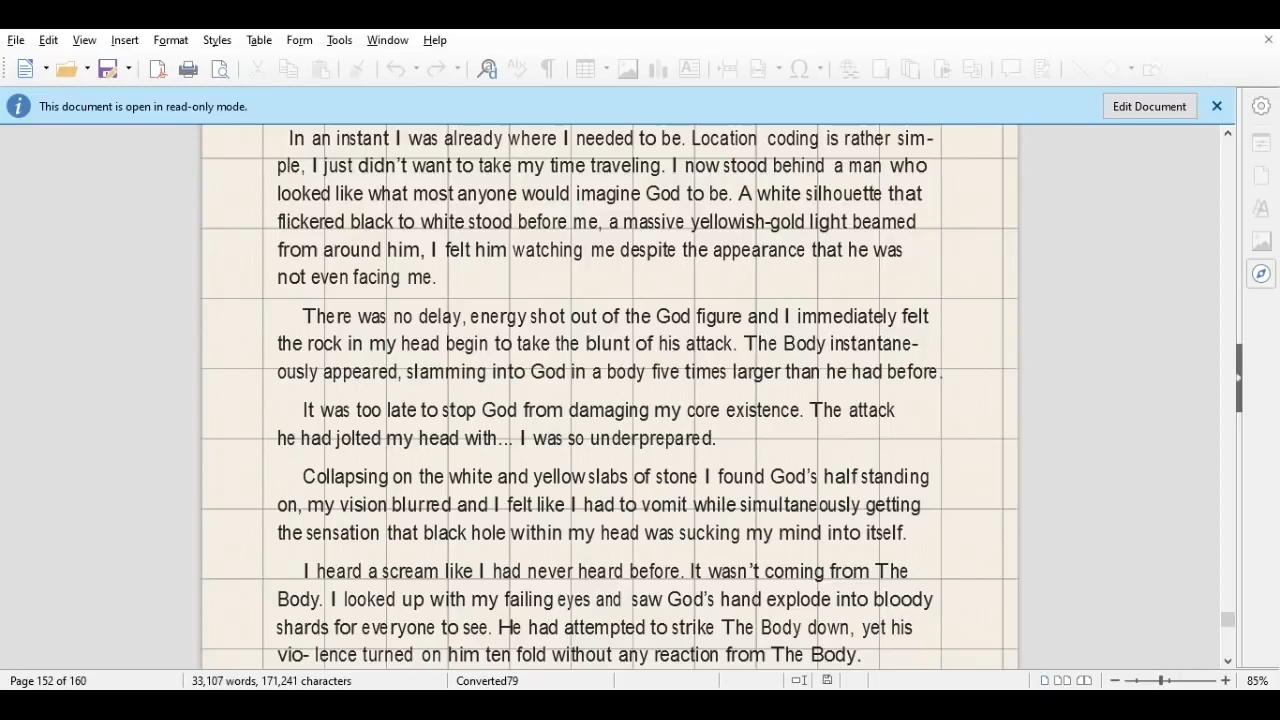 File Edit View Insert Format Styles Table Form Tools Window Help
This document is open in read-only mode. Edit Document
In an instant I was already where I needed to be. Location coding is rather sim-
ple, I just didn't want to take my time traveling. I now stood behind a man who
looked like what most anyone would imagine God to be. A white silhouette that
flickered black to white stood before me, a massive yellowish-gold light beamed
from around him, I felt him watching me despite the appearance that he was
not even facing me.
There was no delay, energy shot out of the God figure and I immediately felt
the rock in my head begin to take the blunt of his attack. The Body instantane-
ously appeared, slamming into God in a body five times larger than he had before.
It was too late to stop God from damaging my core existence. The attack
he had jolted my head with... I was so underprepared.
Collapsing on the white and yellow slabs of stone I found God's half standing
on, my vision blurred and I felt like I had to vomit while simultaneously getting
the sensation that black hole within my head was sucking my mind into itself.
I heard a scream like I had never heard before. It wasn't coming from The
Body. I looked up with my failing eyes and saw God's hand explode into bloody
shards for everyone to see. He had attempted to strike The Body down, yet his
vio- lence turned on him ten fold without any reaction from The Body.
Page 152 of 160 33,107 words, 171,241 characters Converted79 85%